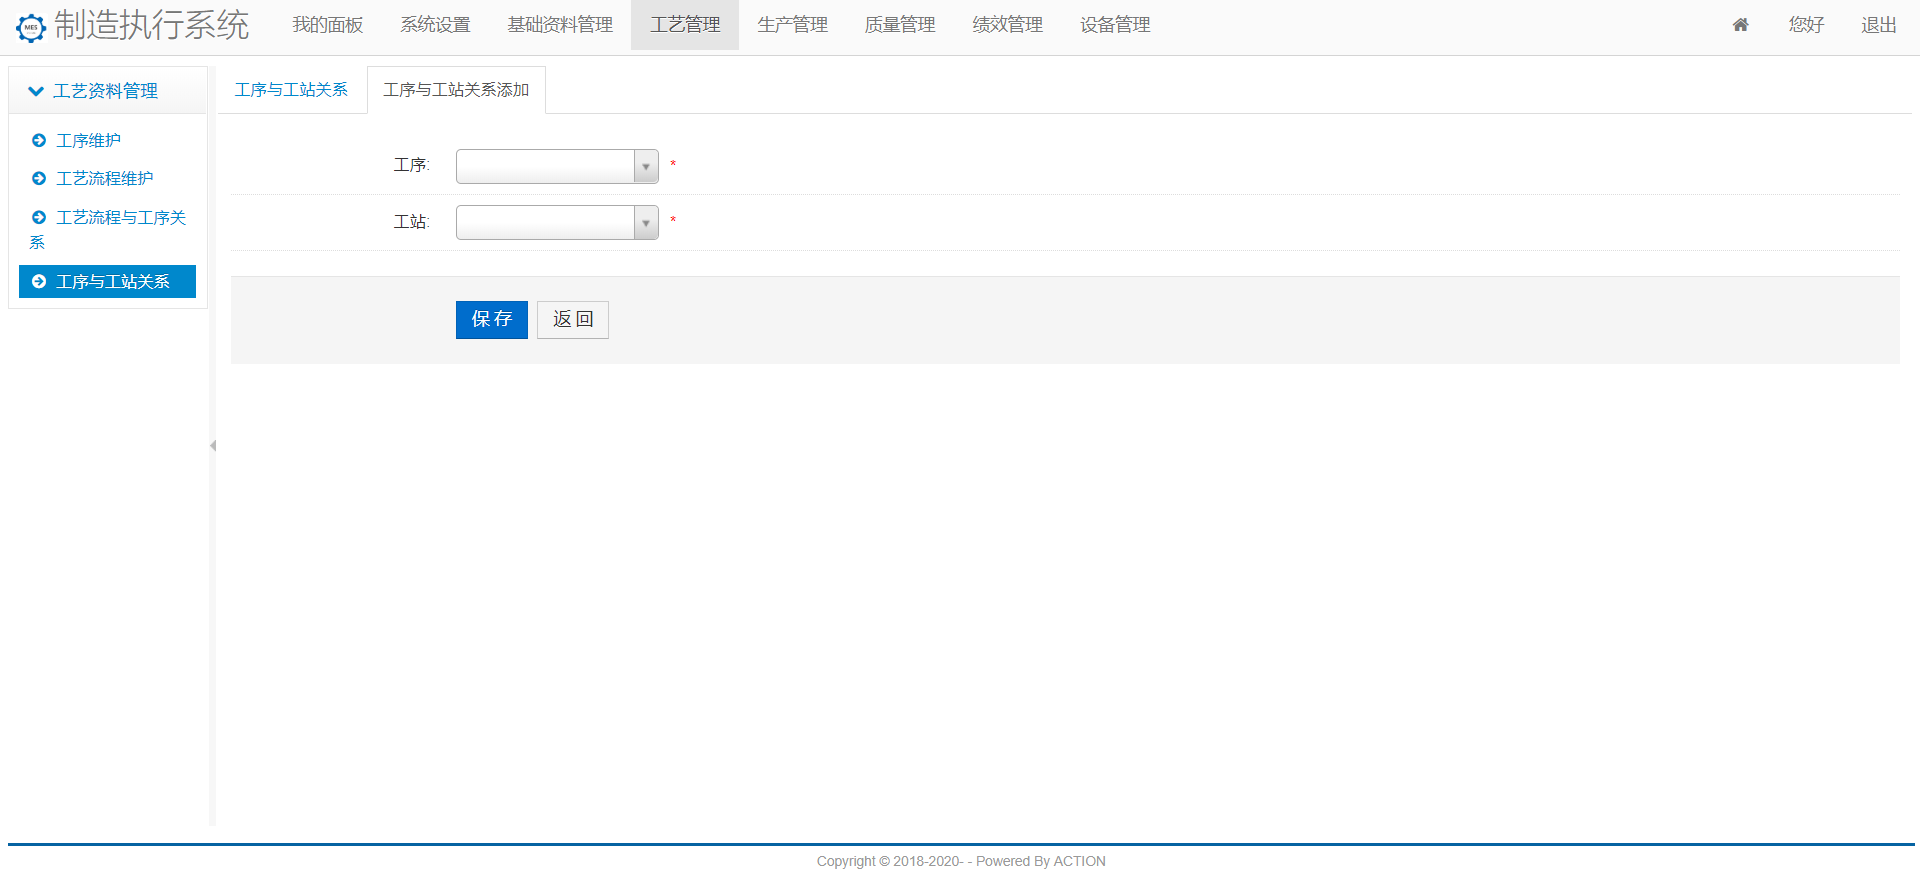 MES
制造执行系统
我的面板
系统设置
基础资料管理
工艺管理
生产管理
质量管理
绩效管理
设备管理
您好
退出
工艺资料管理
工序维护
工艺流程维护
工艺流程与工序关
系
工序与工站关系
工序与工站关系
工序与工站关系添加
工序:
*
工站:
*
保 存
返 回
Copyright © 2018-2020- - Powered By ACTION